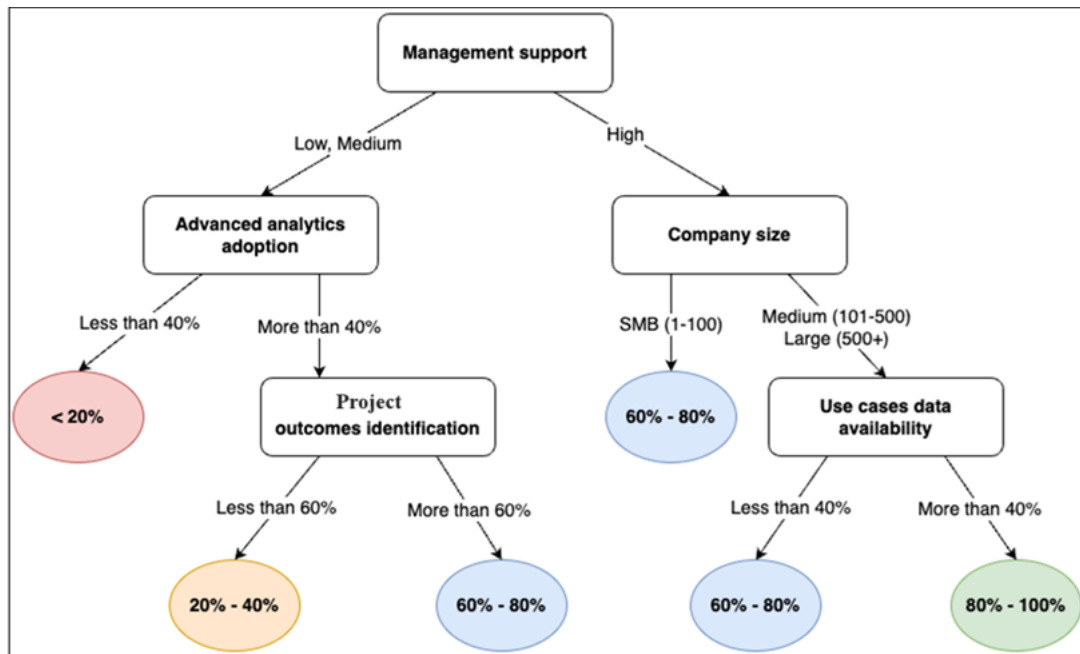 Management support
Low, Medium
High
Advanced analytics
adoption
Company size
Less than 40%
More than 40%
SMB (1-100)
Medium (101-500)
Large (500+)
< 20%
Project
outcomes identification
60% - 80%
Use cases data
availability
Less than 60%
More than 60%
Less than 40%
More than 40%
20% - 40%
60% - 80%
60% - 80%
80% - 100%